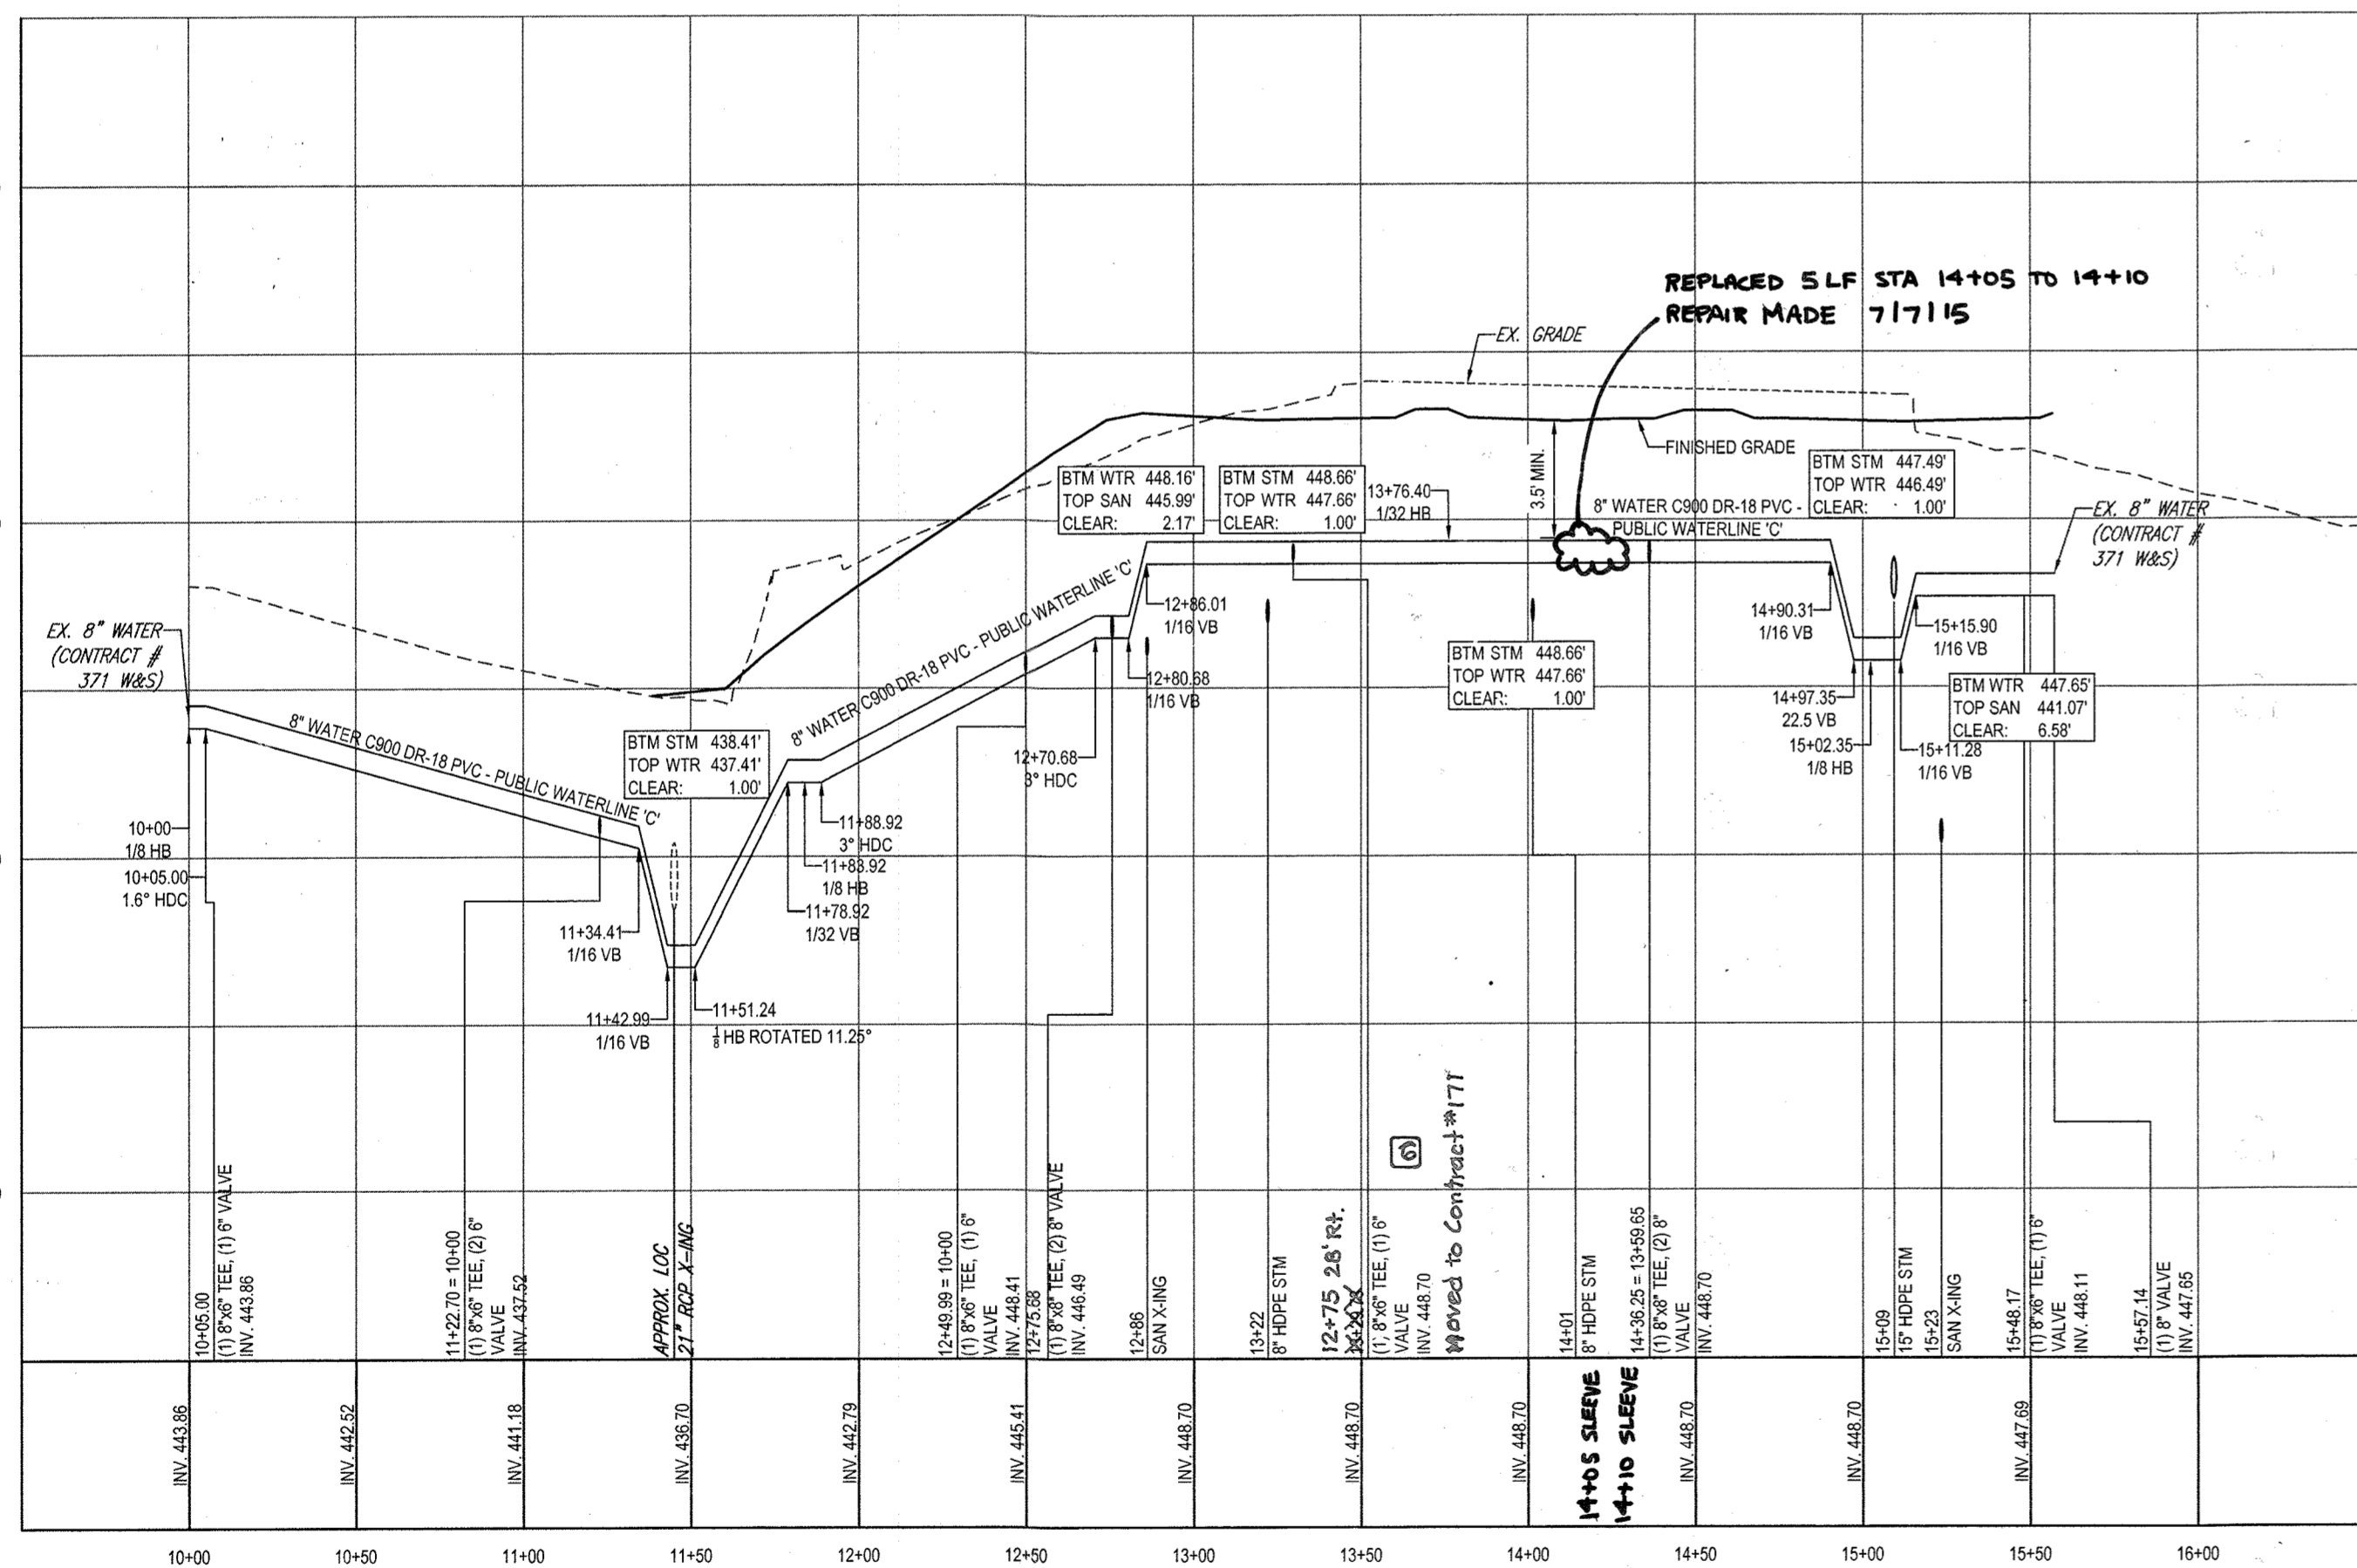 REPLACED 5 LF STA 14+05 TO 14+10
REPAIR MADE 7/7/15
EX. GRADE
FINISHED GRADE
3.5' MIN.
BTM WTR 448.16'
TOP SAN 445.99'
CLEAR: 2.17'
BTM STM 448.66'
TOP WTR 447.66'
CLEAR: 1.00'
13+76.40
1/32 HB
BTM STM 447.49'
TOP WTR 446.49'
CLEAR: 1.00'
8" WATER C900 DR-18 PVC -
PUBLIC WATERLINE 'C'
EX. 8" WATER
(CONTRACT #
371 W&S)
EX. 8" WATER
(CONTRACT #
371 W&S)
8" WATER C900 DR-18 PVC - PUBLIC WATERLINE 'C'
8" WATER C900 DR-18 PVC - PUBLIC WATERLINE 'C'
12+86.01
1/16 VB
12+80.68
1/16 VB
12+70.68
3° HDC
BTM STM 448.66'
TOP WTR 447.66'
CLEAR: 1.00'
14+90.31
1/16 VB
15+15.90
1/16 VB
14+97.35
22.5 VB
15+02.35
1/8 HB
15+11.28
1/16 VB
BTM WTR 447.65'
TOP SAN 441.07'
CLEAR: 6.58'
BTM STM 438.41'
TOP WTR 437.41'
CLEAR: 1.00'
10+00
1/8 HB
10+05.00
1.6° HDC
11+88.92
3° HDC
11+83.92
1/8 HB
11+78.92
1/32 VB
11+34.41
1/16 VB
11+42.99
1/16 VB
11+51.24
1/8 HB ROTATED 11.25°
10+05.00
(1) 8"x6" TEE, (1) 6" VALVE
INV. 443.86
11+22.70 = 10+00
(1) 8"x6" TEE, (2) 6"
VALVE
INV. 437.52
APPROX. LOC
21" RCP X-ING
12+49.99 = 10+00
(1) 8"x6" TEE, (1) 6"
VALVE
INV. 448.41
12+75.68
(1) 8"x8" TEE, (2) 8" VALVE
INV. 446.49
12+86
SAN X-ING
13+22
8" HDPE STM
12+75 28' Rt.
(1, 8"x6" TEE, (1) 6"
VALVE
INV. 448.70
6
Moved to Contract #171
14+01
8" HDPE STM
14+36.25 = 13+59.65
(1) 8"x8" TEE, (2) 8"
VALVE
INV. 448.70
15+09
15" HDPE STM
15+23
SAN X-ING
15+48.17
(1) 8"x6" TEE, (1) 6"
VALVE
INV. 448.11
15+57.14
(1) 8" VALVE
INV. 447.65
INV. 443.86
INV. 442.52
INV. 441.18
INV. 436.70
INV. 442.79
INV. 445.41
INV. 448.70
INV. 448.70
INV. 448.70
14+05 SLEEVE
14+10 SLEEVE
INV. 448.70
INV. 448.70
INV. 447.69
10+00 10+50 11+00 11+50 12+00 12+50 13+00 13+50 14+00 14+50 15+00 15+50 16+00